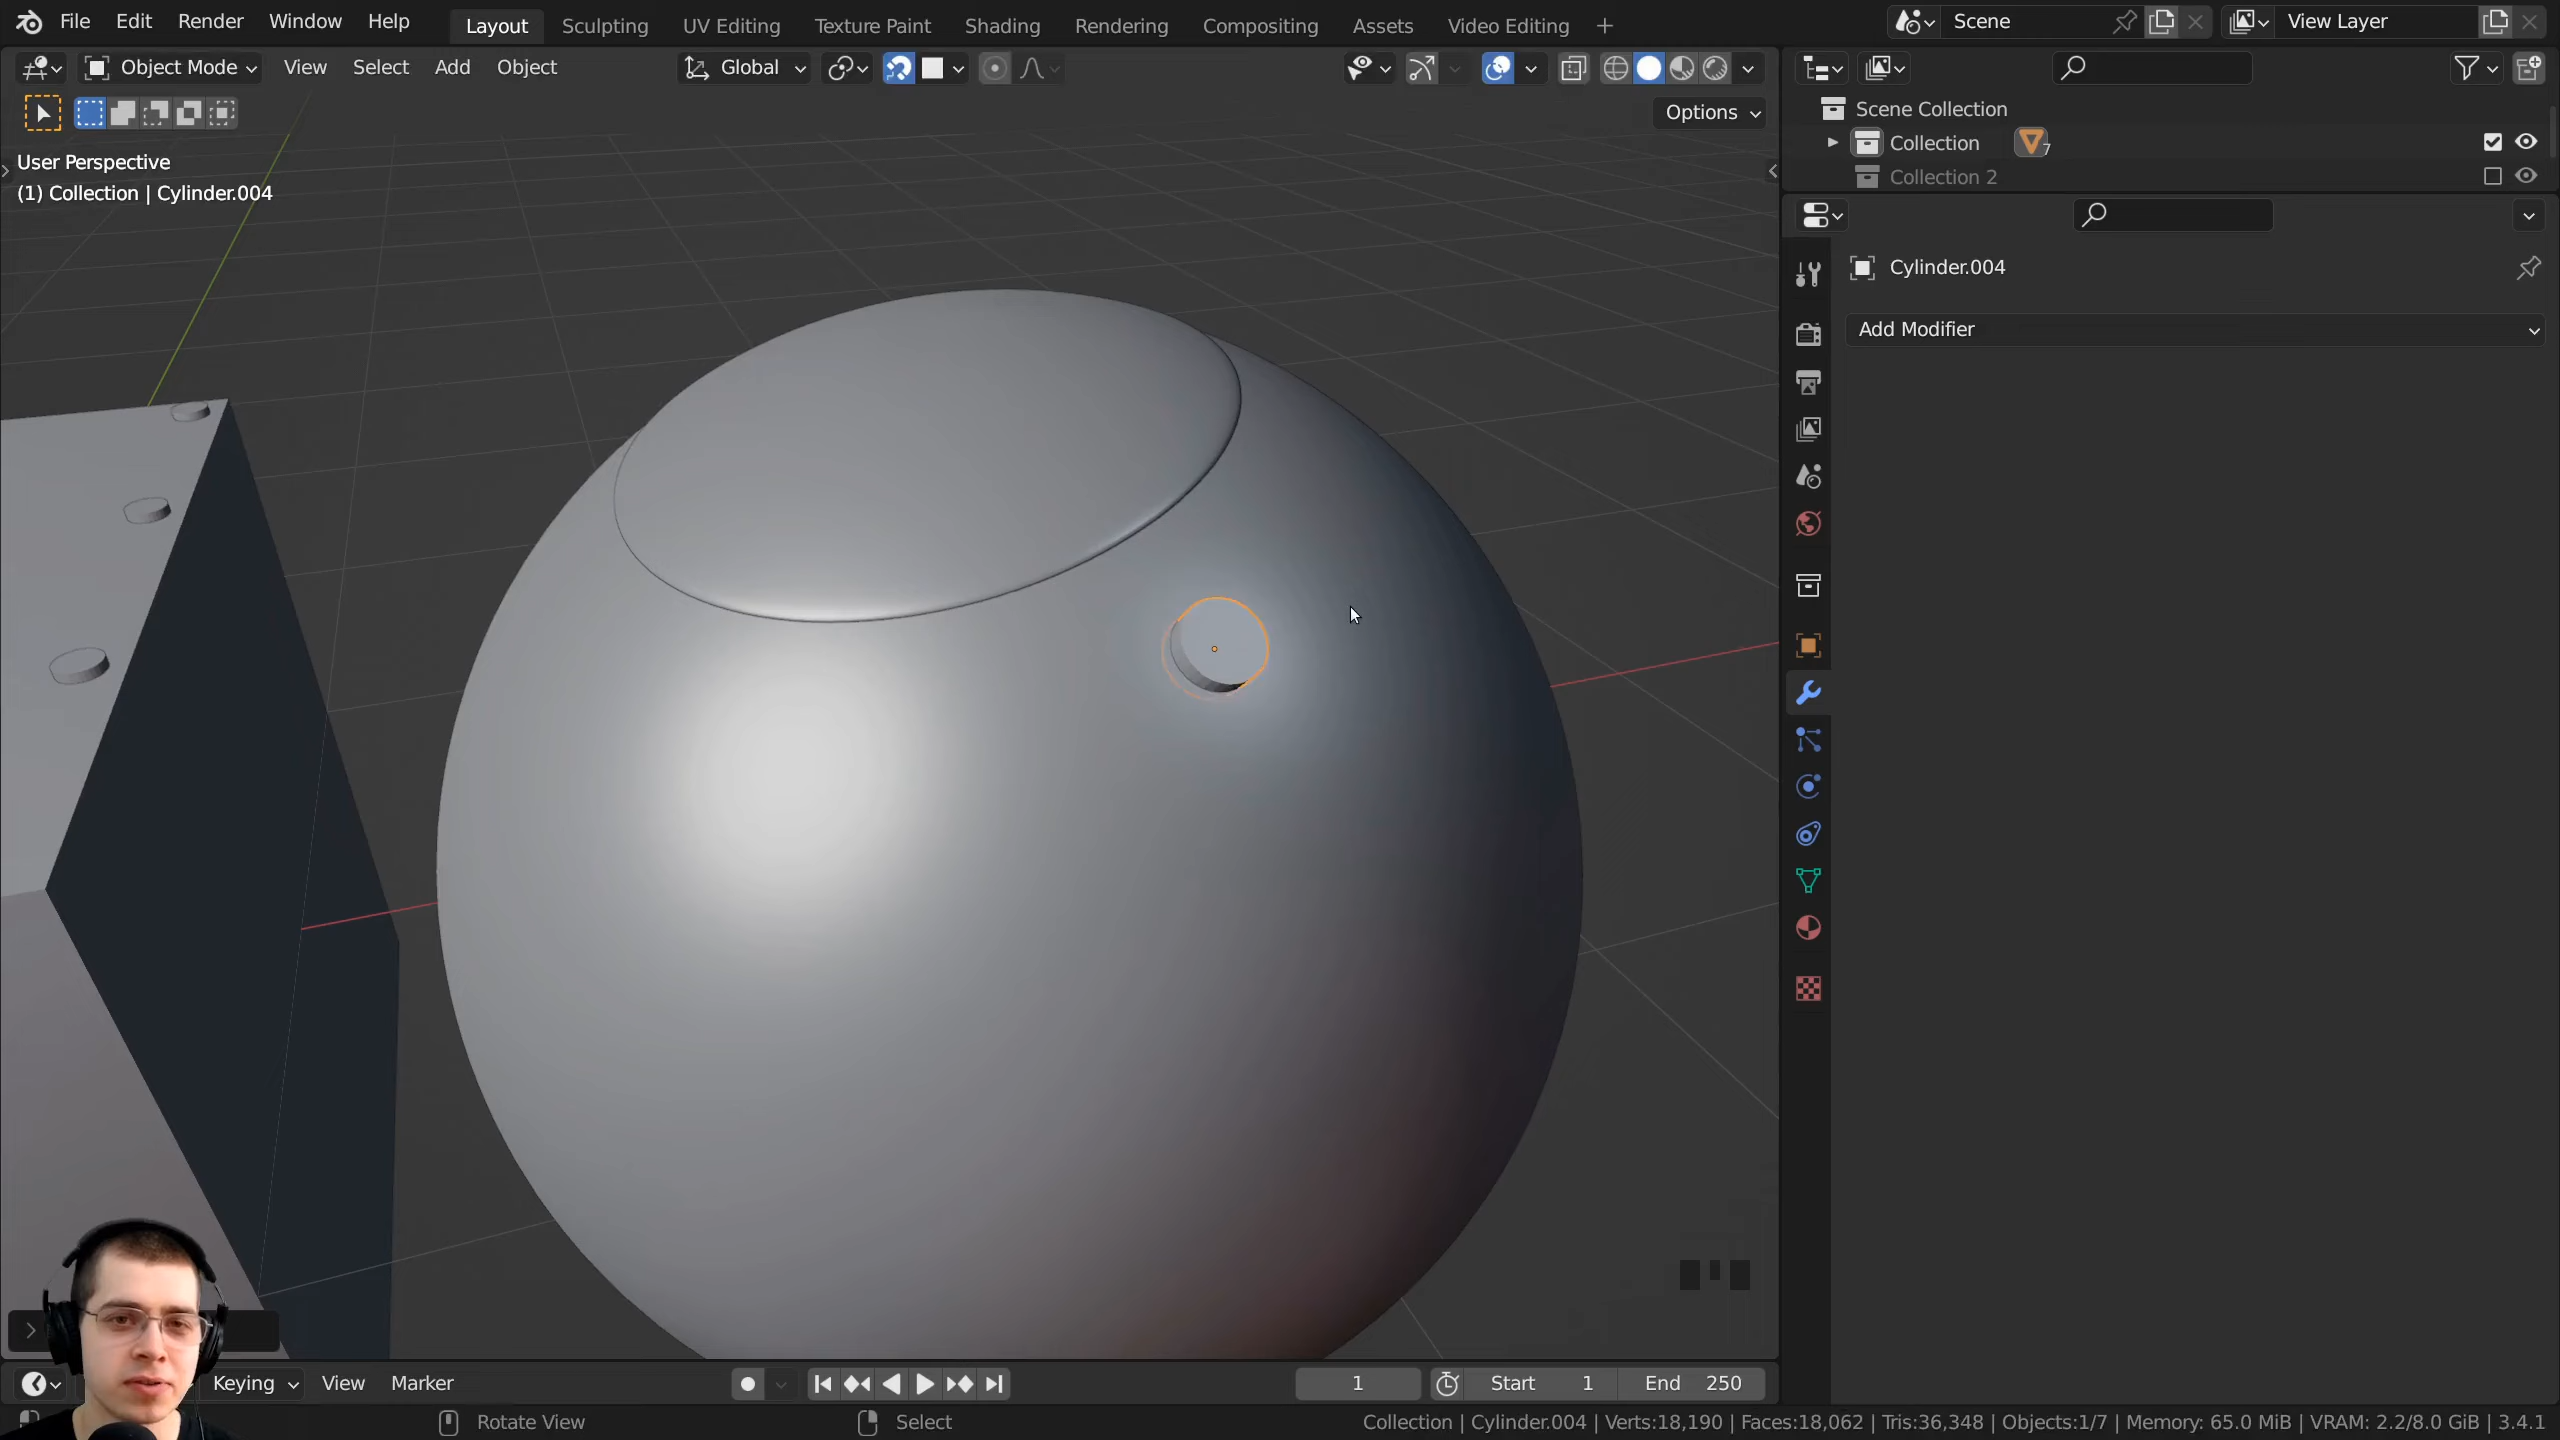 File Edit Render Window Help Layout Sculpting UV Editing Texture Paint Shading Rendering Compositing Assets Video Editing + Scene View Layer
Object Mode View Select Add Object Global
Options
User Perspective
(1) Collection | Cylinder.004
Scene Collection
Collection 7
Collection 2
Cylinder.004
Add Modifier
Keying View Marker 1 Start 1 End 250
Rotate View Select Collection | Cylinder.004 | Verts:18,190 | Faces:18,062 | Tris:36,348 | Objects:1/7 | Memory: 65.0 MiB | VRAM: 2.2/8.0 GiB | 3.4.1